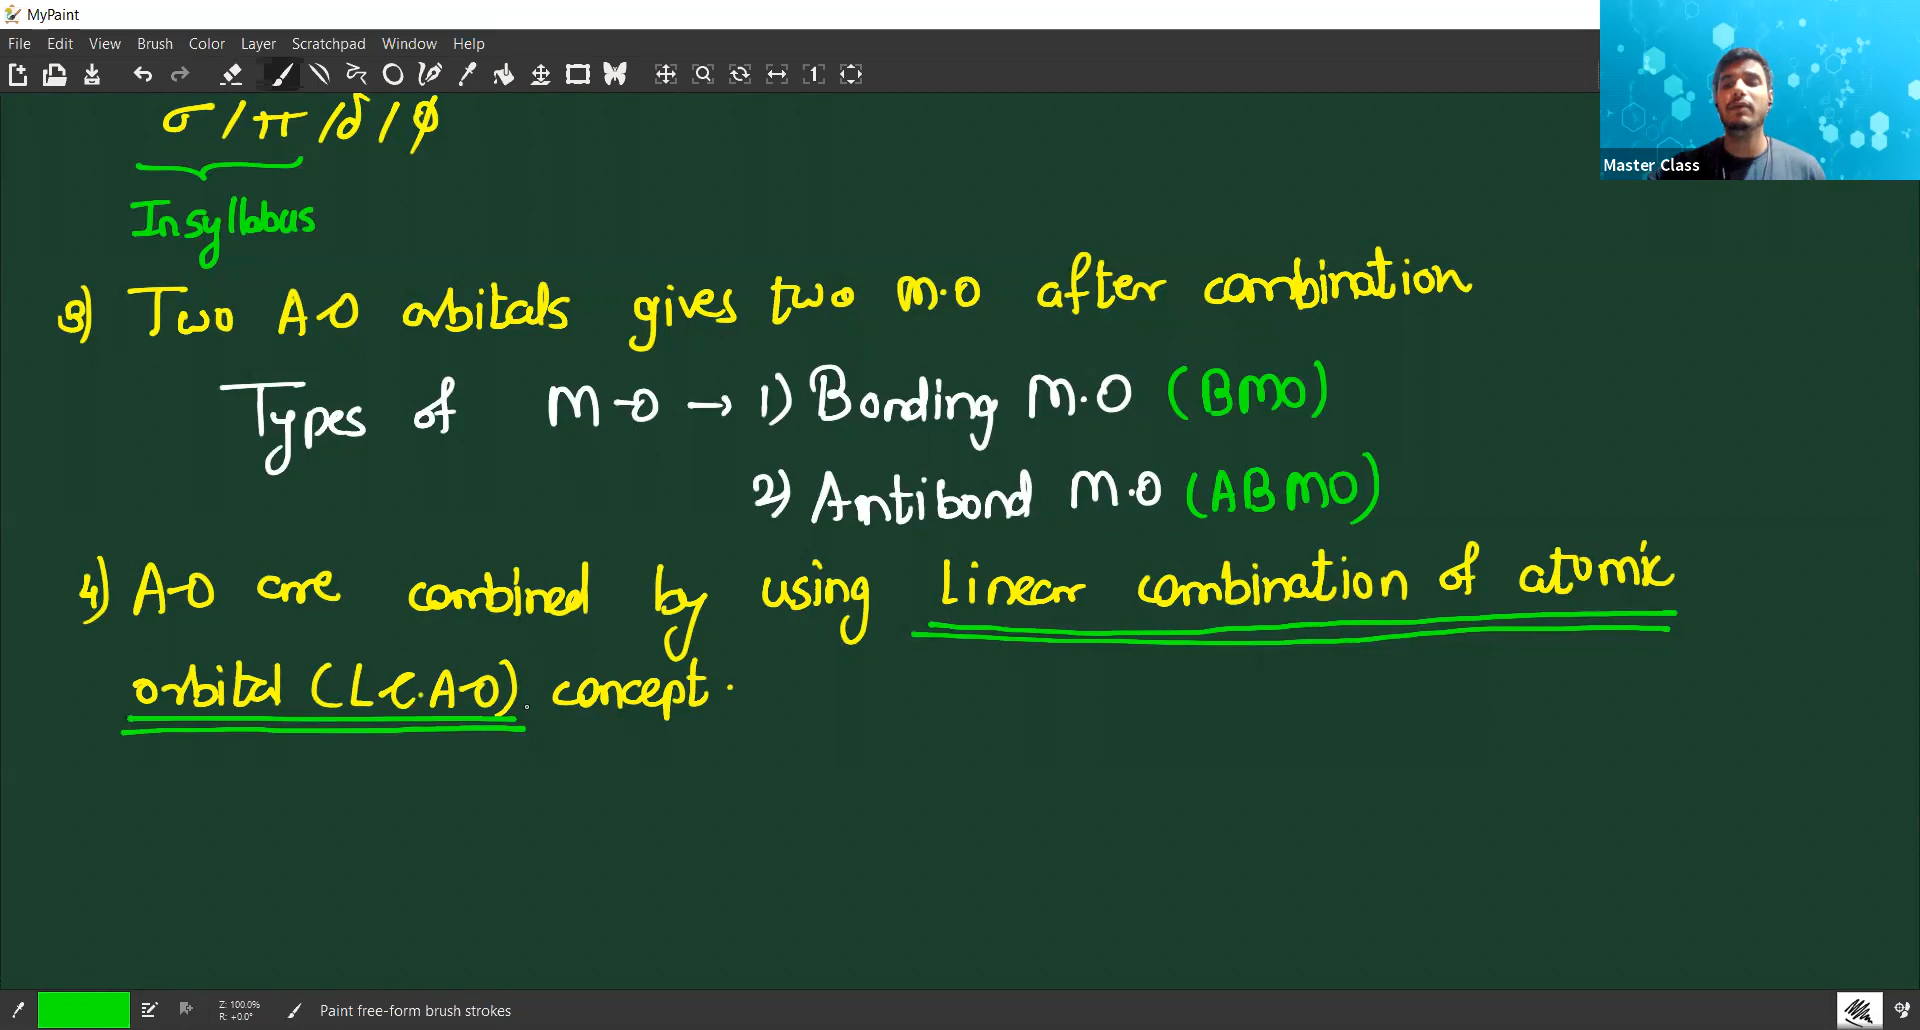 MyPaint
File Edit View Brush Color Layer Scratchpad Window Help
Master Class
σ/π/δ/φ
Insyllabus
3) Two A-O orbitals gives two M.O after combination
Types of M-O → 1) Bonding M.O (BMO)
2) Antibond M.O (ABMO)
4) A-O are combined by using Linear combination of atomic
orbital (L.C.A-O). concept.
Z: 100.0%
R: +0.0°
Paint free-form brush strokes